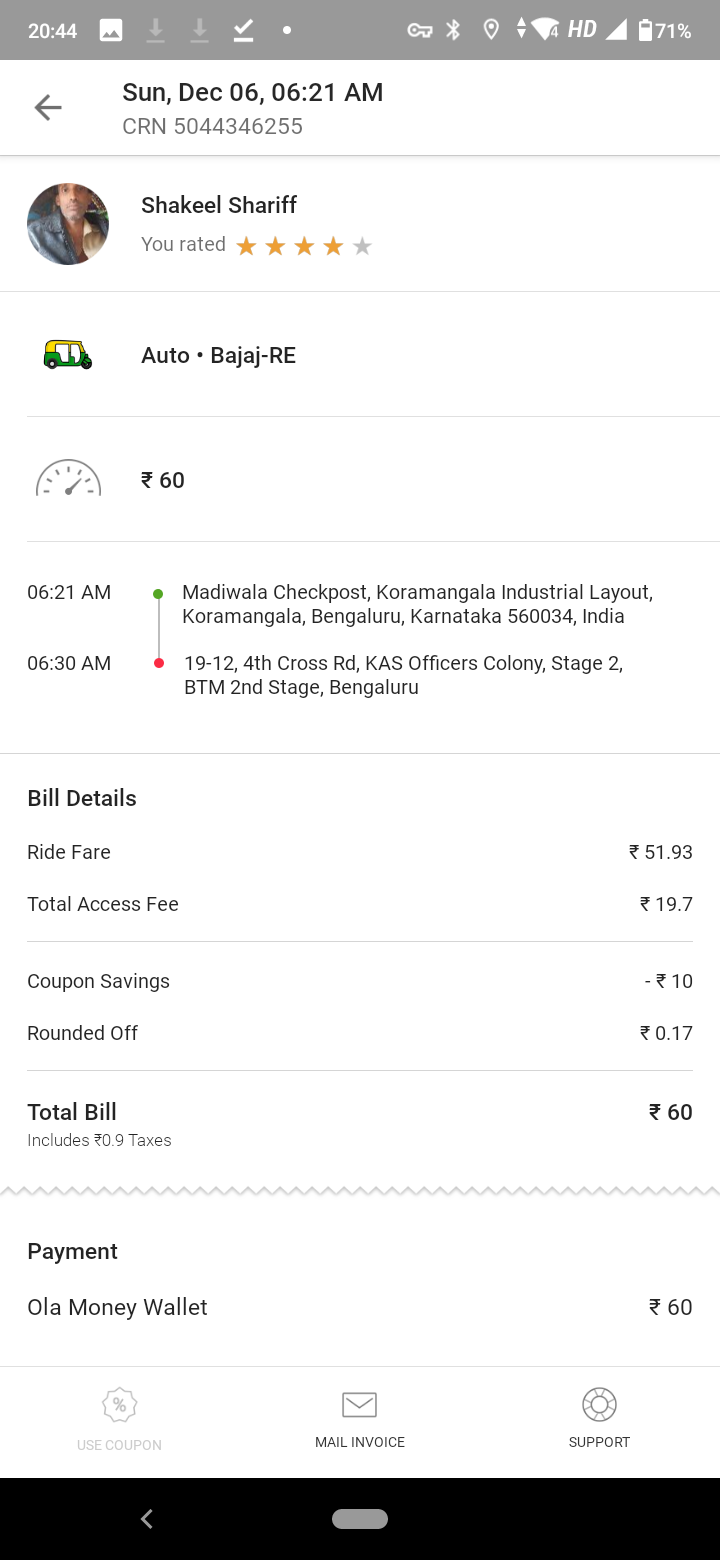 20:44 4 HD 71%
Sun, Dec 06, 06:21 AM
CRN 5044346255
Shakeel Shariff
You rated
Auto • Bajaj-RE
₹ 60
06:21 AM Madiwala Checkpost, Koramangala Industrial Layout,
Koramangala, Bengaluru, Karnataka 560034, India
06:30 AM 19-12, 4th Cross Rd, KAS Officers Colony, Stage 2,
BTM 2nd Stage, Bengaluru
Bill Details
Ride Fare ₹ 51.93
Total Access Fee ₹ 19.7
Coupon Savings - ₹ 10
Rounded Off ₹ 0.17
Total Bill ₹ 60
Includes ₹0.9 Taxes
Payment
Ola Money Wallet ₹ 60
% 
USE COUPON MAIL INVOICE SUPPORT